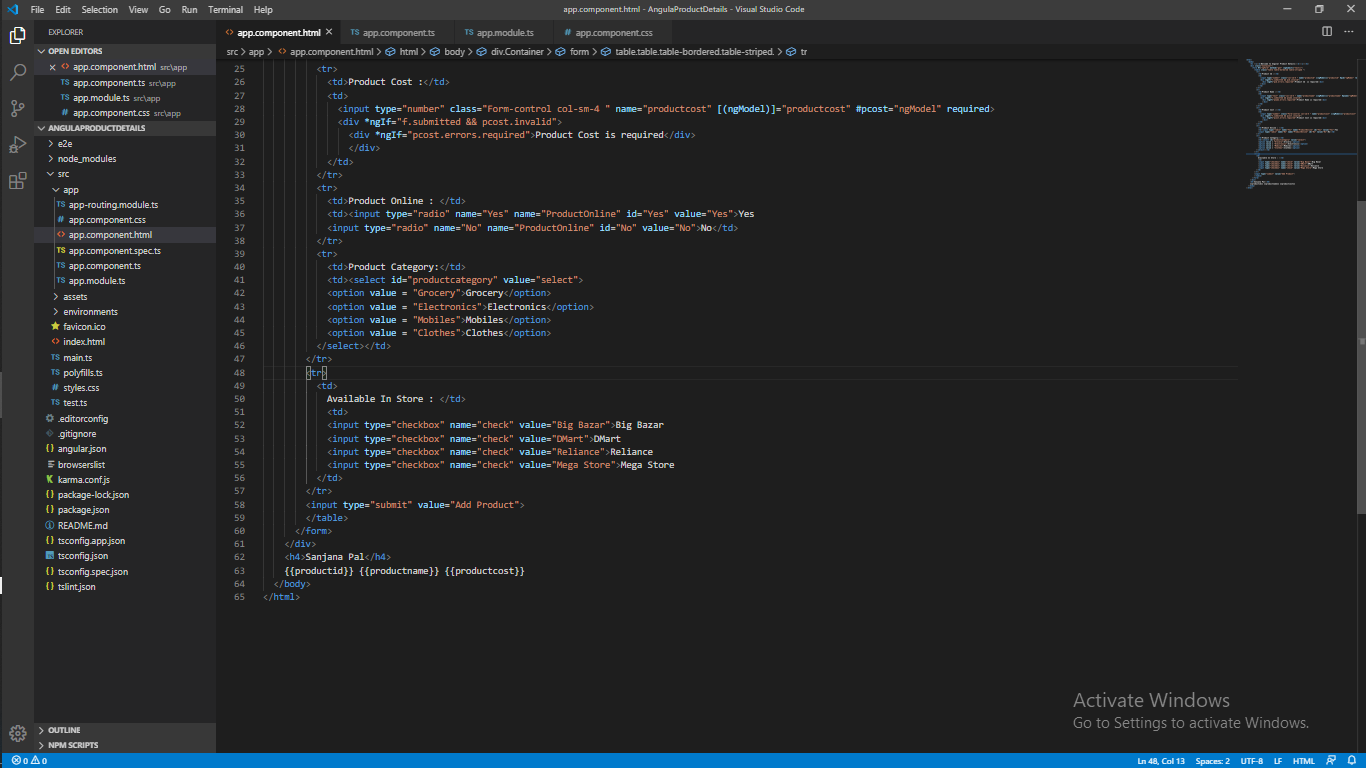 File Edit Selection View Go Run Terminal Help
app.component.html - AngulaProductDetails - Visual Studio Code
EXPLORER
OPEN EDITORS
app.component.html src\app
app.component.ts src\app
app.module.ts src\app
app.component.css src\app
ANGULAPRODUCTDETAILS
e2e
node_modules
src
app
app-routing.module.ts
app.component.css
app.component.html
app.component.spec.ts
app.component.ts
app.module.ts
assets
environments
favicon.ico
index.html
main.ts
polyfills.ts
styles.css
test.ts
.editorconfig
.gitignore
angular.json
browserslist
karma.conf.js
package-lock.json
package.json
README.md
tsconfig.app.json
tsconfig.json
tsconfig.spec.json
tslint.json
OUTLINE
NPM SCRIPTS
app.component.html app.component.ts app.module.ts app.component.css
src > app > app.component.html > html > body > div.Container > form > table.table.table-bordered.table-striped. > tr
25 <tr>
26 <td>Product Cost :</td>
27 <td>
28 <input type="number" class="Form-control col-sm-4 " name="productcost" [(ngModel)]="productcost" #pcost="ngModel" required>
29 <div *ngIf="f.submitted && pcost.invalid">
30 <div *ngIf="pcost.errors.required">Product Cost is required</div>
31 </div>
32 </td>
33 </tr>
34 <tr>
35 <td>Product Online : </td>
36 <td><input type="radio" name="Yes" name="ProductOnline" id="Yes" value="Yes">Yes
37 <input type="radio" name="No" name="ProductOnline" id="No" value="No">No</td>
38 </tr>
39 <tr>
40 <td>Product Category:</td>
41 <td><select id="productcategory" value="select">
42 <option value = "Grocery">Grocery</option>
43 <option value = "Electronics">Electronics</option>
44 <option value = "Mobiles">Mobiles</option>
45 <option value = "Clothes">Clothes</option>
46 </select></td>
47 </tr>
48 <tr>
49 <td>
50 Available In Store : </td>
51 <td>
52 <input type="checkbox" name="check" value="Big Bazar">Big Bazar
53 <input type="checkbox" name="check" value="DMart">DMart
54 <input type="checkbox" name="check" value="Reliance">Reliance
55 <input type="checkbox" name="check" value="Mega Store">Mega Store
56 </td>
57 </tr>
58 <input type="submit" value="Add Product">
59 </table>
60 </form>
61 </div>
62 <h4>Sanjana Pal</h4>
63 {{productid}} {{productname}} {{productcost}}
64 </body>
65 </html>
Activate Windows
Go to Settings to activate Windows.
0 0 Ln 48, Col 13 Spaces: 2 UTF-8 LF HTML